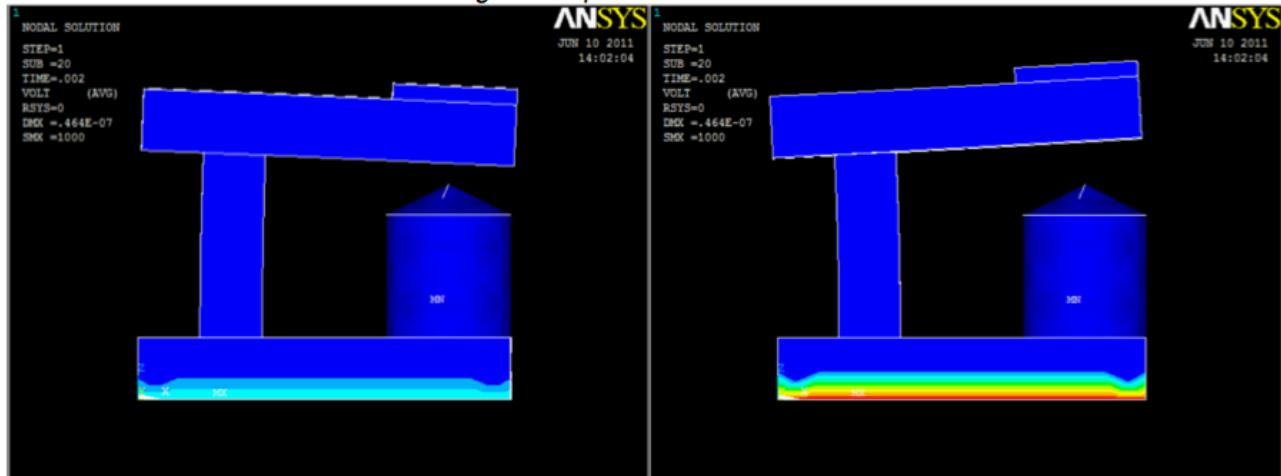 1
NODAL SOLUTION
STEP=1
SUB =20
TIME=.002
VOLT (AVG)
RSYS=0
DMX =.464E-07
SMX =1000
ANSYS
JUN 10 2011
14:02:04
MN
Z
X
MX
1
NODAL SOLUTION
STEP=1
SUB =20
TIME=.002
VOLT (AVG)
RSYS=0
DMX =.464E-07
SMX =1000
ANSYS
JUN 10 2011
14:02:04
MN
Z
X
MX